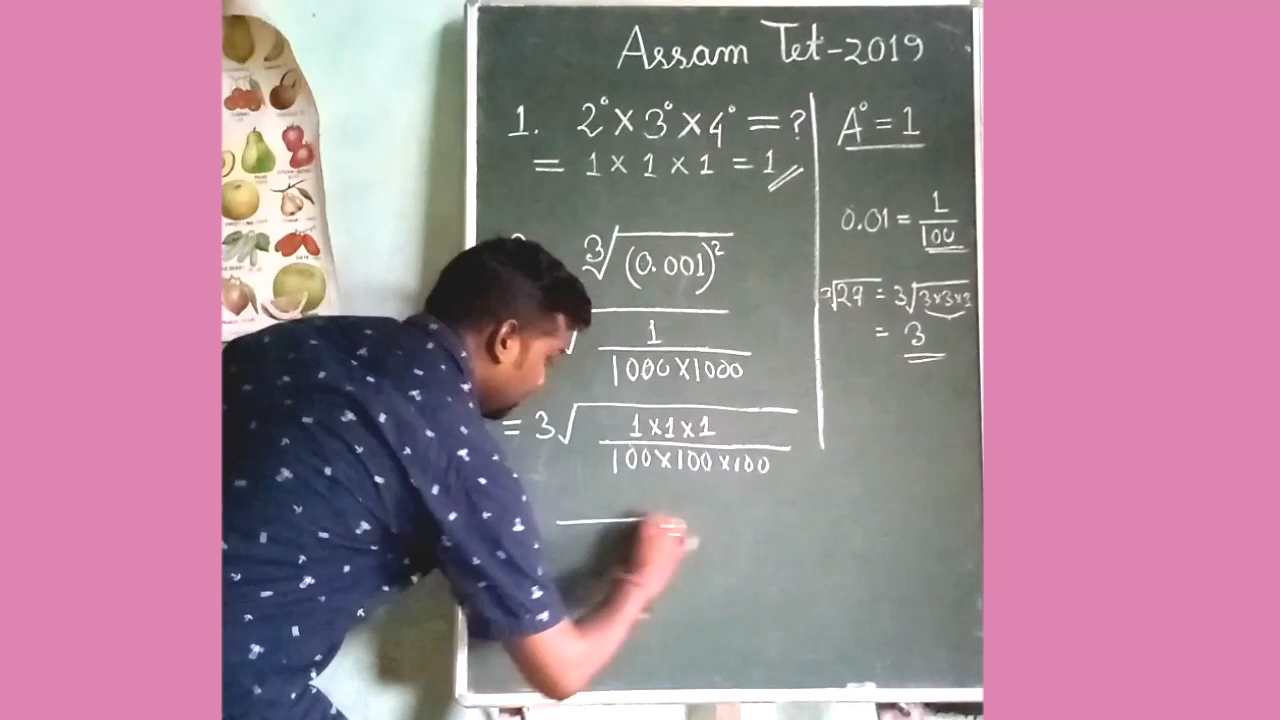 Assam Tet-2019
1. 2° × 3° × 4° = ?
= 1 × 1 × 1 = 1
3√(0.001)²
1
1000×1000
= 3√ 1×1×1
100×100×100
A° = 1
0.01 = 1
100
³√27 = 3√3×3×3
= 3